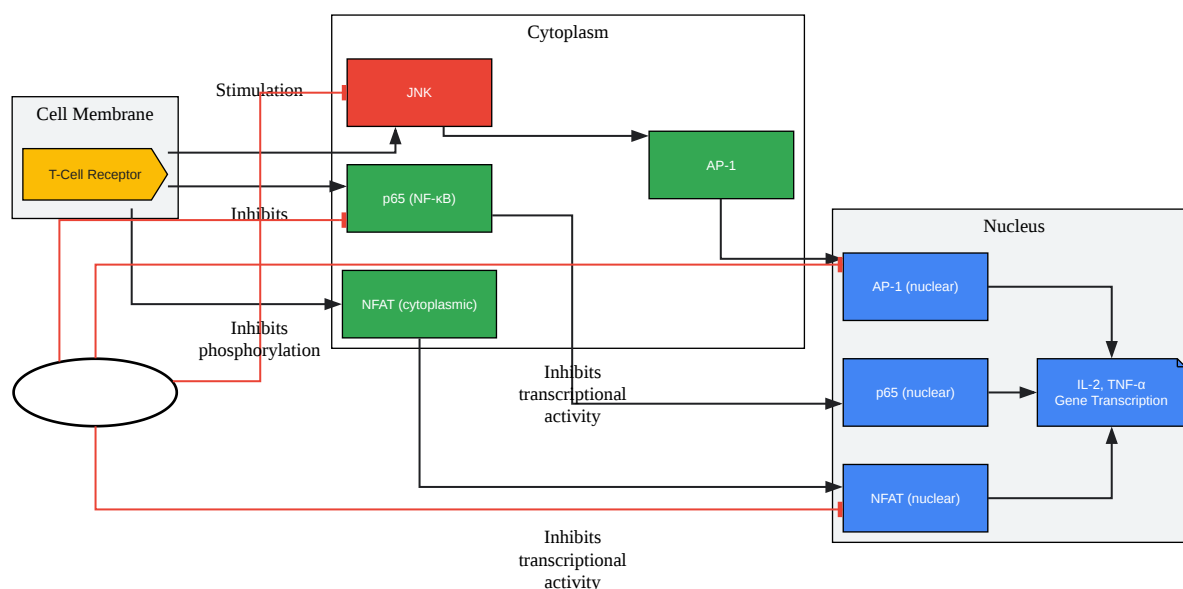 Cytoplasm
Stimulation
JNK
Cell Membrane
T-Cell Receptor
AP-1
p65 (NF-κB)
Inhibits
Nucleus
AP-1 (nuclear)
NFAT (cytoplasmic)
Inhibits
phosphorylation
Inhibits
transcriptional
activity
p65 (nuclear)
IL-2, TNF-α
Gene Transcription
NFAT (nuclear)
Inhibits
transcriptional
activity